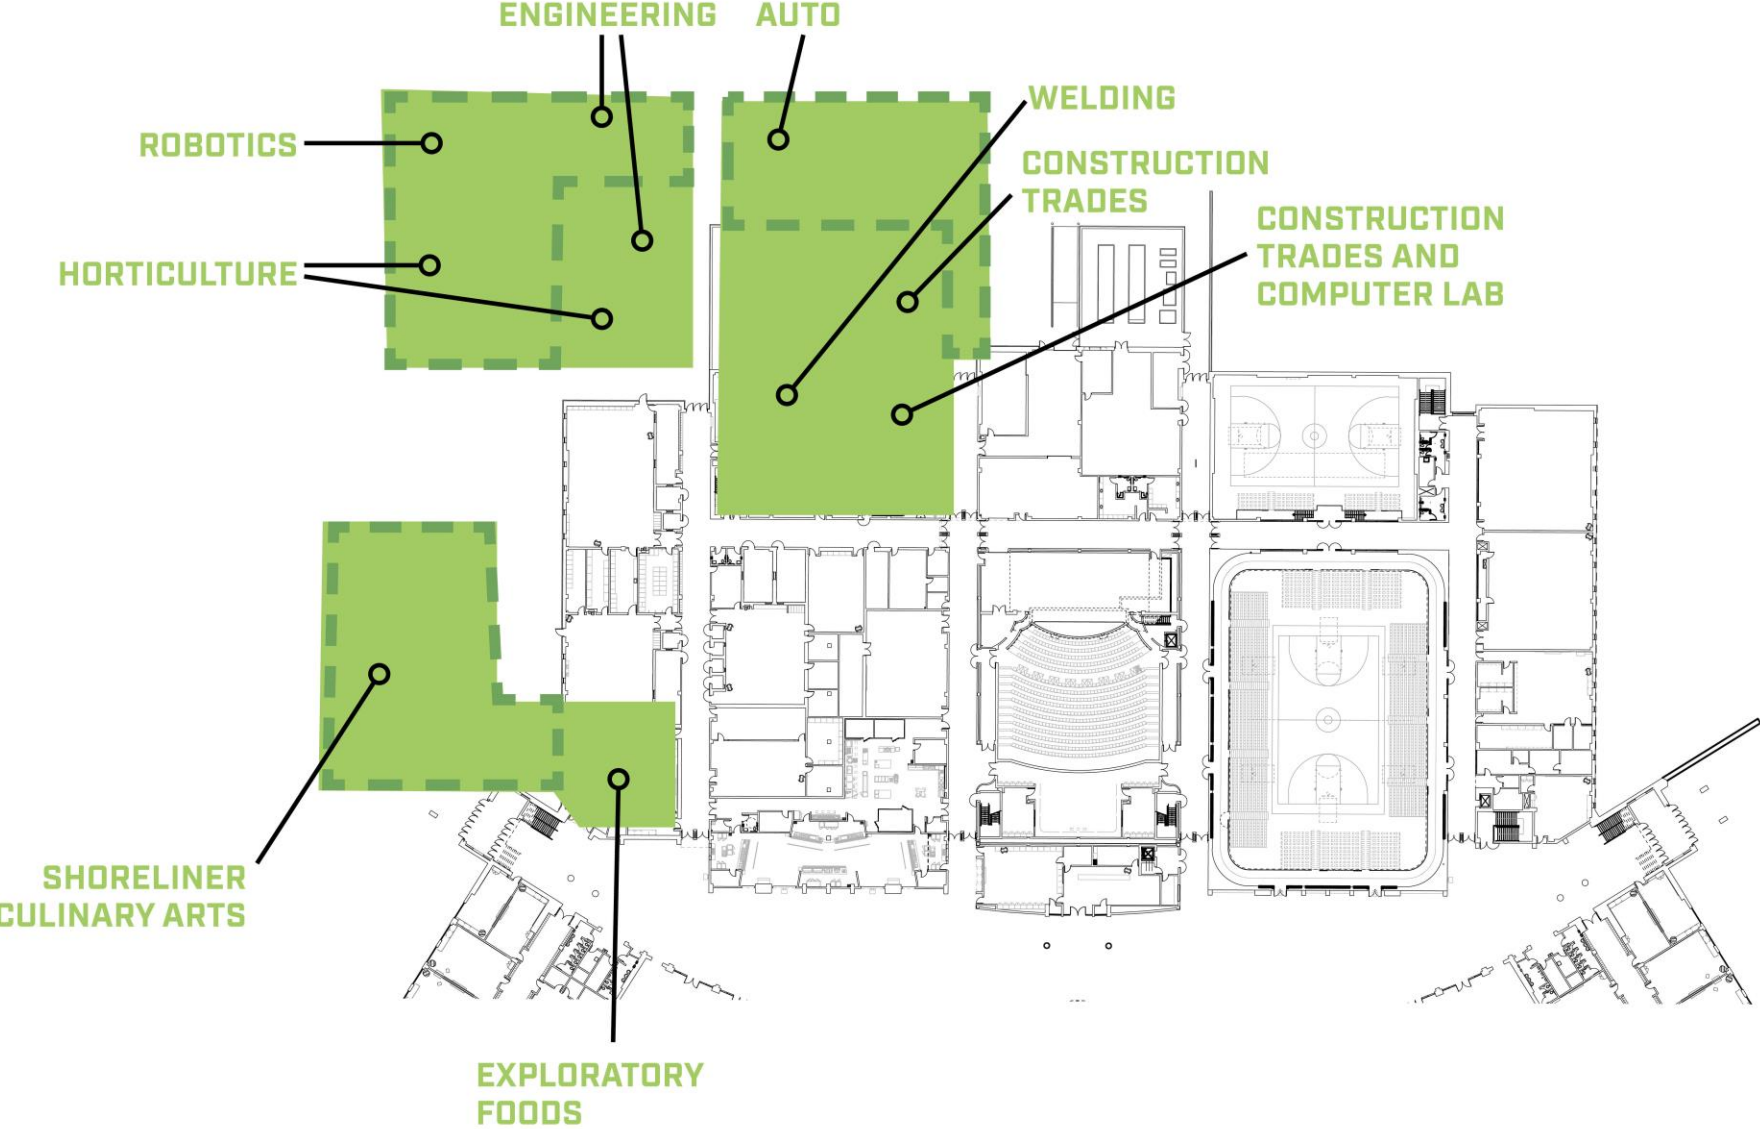 ENGINEERING
AUTO
WELDING
ROBOTICS
CONSTRUCTION
TRADES
CONSTRUCTION
TRADES AND
COMPUTER LAB
HORTICULTURE
SHORELINER
CULINARY ARTS
EXPLORATORY
FOODS